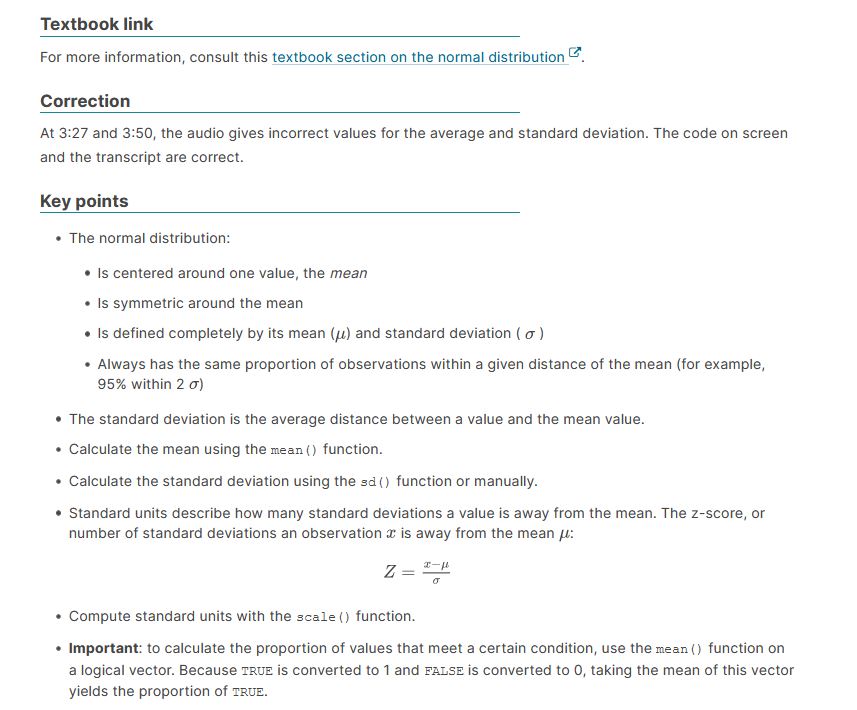 Textbook link
For more information, consult this textbook section on the normal distribution.
Correction
At 3:27 and 3:50, the audio gives incorrect values for the average and standard deviation. The code on screen
and the transcript are correct.
Key points
• The normal distribution:
• Is centered around one value, the mean
• Is symmetric around the mean
• Is defined completely by its mean (μ) and standard deviation ( σ )
• Always has the same proportion of observations within a given distance of the mean (for example,
95% within 2 σ)
• The standard deviation is the average distance between a value and the mean value.
• Calculate the mean using the mean() function.
• Calculate the standard deviation using the sd() function or manually.
• Standard units describe how many standard deviations a value is away from the mean. The z-score, or
number of standard deviations an observation x is away from the mean μ:
Z = (x−μ)/σ
• Compute standard units with the scale() function.
• Important: to calculate the proportion of values that meet a certain condition, use the mean() function on
a logical vector. Because TRUE is converted to 1 and FALSE is converted to 0, taking the mean of this vector
yields the proportion of TRUE.